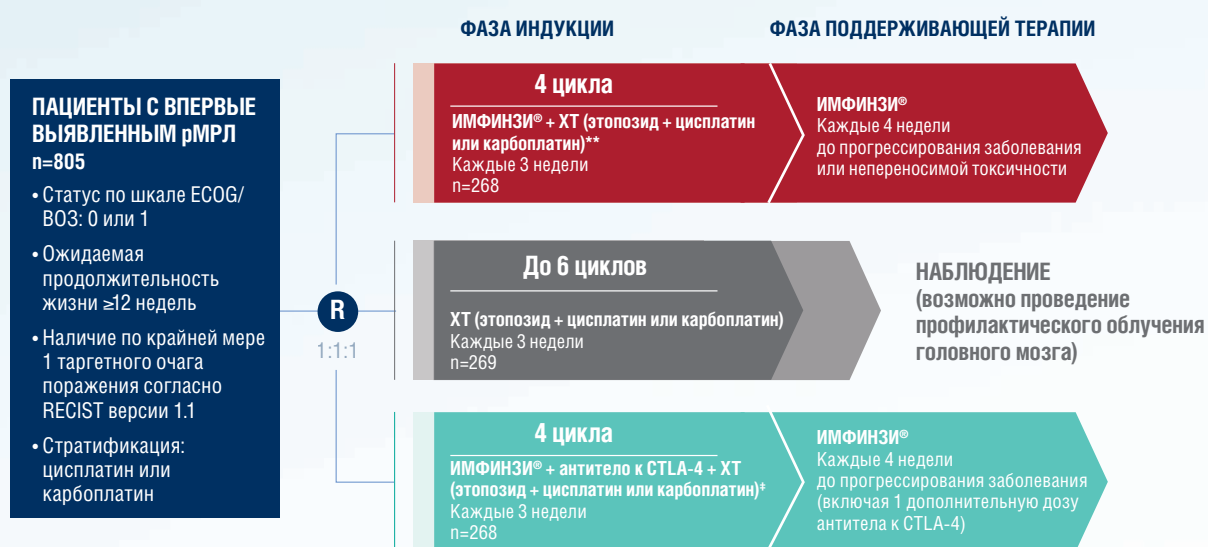 ФАЗА ИНДУКЦИИ
ФАЗА ПОДДЕРЖИВАЮЩЕЙ ТЕРАПИИ
ПАЦИЕНТЫ С ВПЕРВЫЕ
ВЫЯВЛЕННЫМ рМРЛ
n=805
• Статус по шкале ECOG/
ВОЗ: 0 или 1
• Ожидаемая
продолжительность
жизни ≥12 недель
• Наличие по крайней мере
1 таргетного очага
поражения согласно
RECIST версии 1.1
• Стратификация:
цисплатин или
карбоплатин
R
1:1:1
4 цикла
ИМФИНЗИ® + ХТ (этопозид + цисплатин
или карбоплатин)**
Каждые 3 недели
n=268
ИМФИНЗИ®
Каждые 4 недели
до прогрессирования заболевания
или непереносимой токсичности
До 6 циклов
ХТ (этопозид + цисплатин или карбоплатин)
Каждые 3 недели
n=269
НАБЛЮДЕНИЕ
(возможно проведение
профилактического облучения
головного мозга)
4 цикла
ИМФИНЗИ® + антитело к CTLA-4 + ХТ
(этопозид + цисплатин или карбоплатин)‡
Каждые 3 недели
n=268
ИМФИНЗИ®
Каждые 4 недели
до прогрессирования заболевания
(включая 1 дополнительную дозу
антитела к CTLA-4)